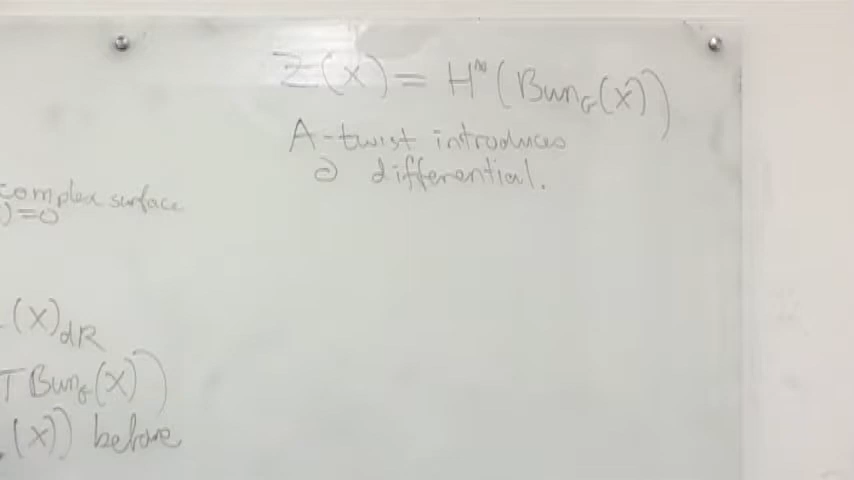 Z(X) = H^*(Bun_G(X))
A-twist introduces
∂ differential.
complex surface
)=0
(X)_dR
T Bun_G(X))
(X)) before